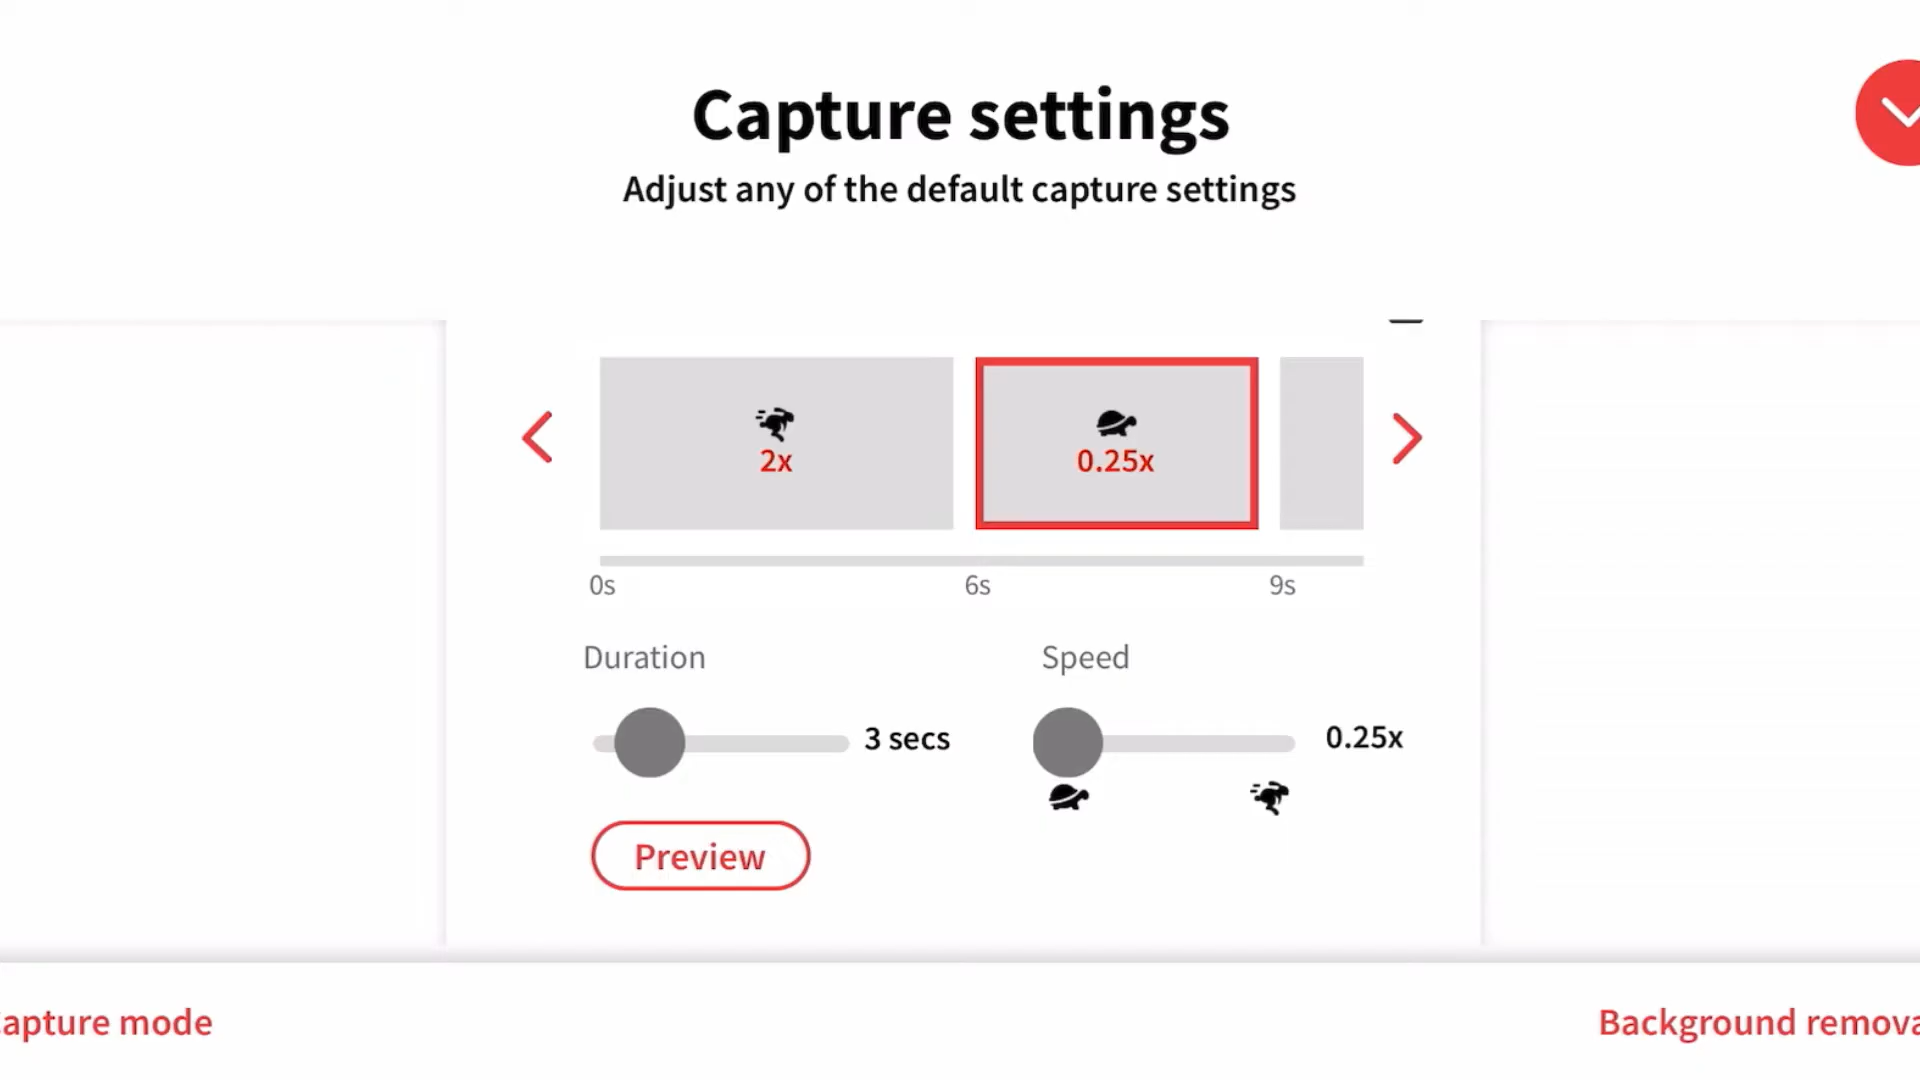 Capture settings
Adjust any of the default capture settings
2x
0.25x
0s 6s 9s
Duration Speed
3 secs 0.25x
Preview
apture mode Background remova